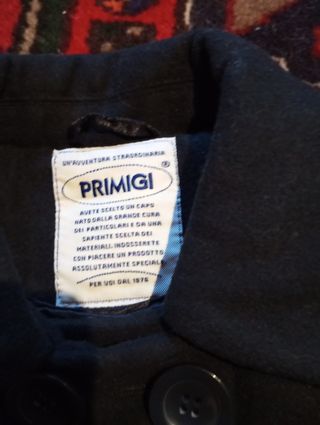 UN'AVVENTURA STRAORDINARIA
PRIMIGI ®
AVETE SCELTO UN CAPO
NATO DALLA GRANDE CURA
DEI PARTICOLARI E DA UNA
SAPIENTE SCELTA DEI
MATERIALI. INDOSSERETE
CON PIACERE UN PRODOTTO
ASSOLUTAMENTE SPECIALE
PER VOI DAL 1976